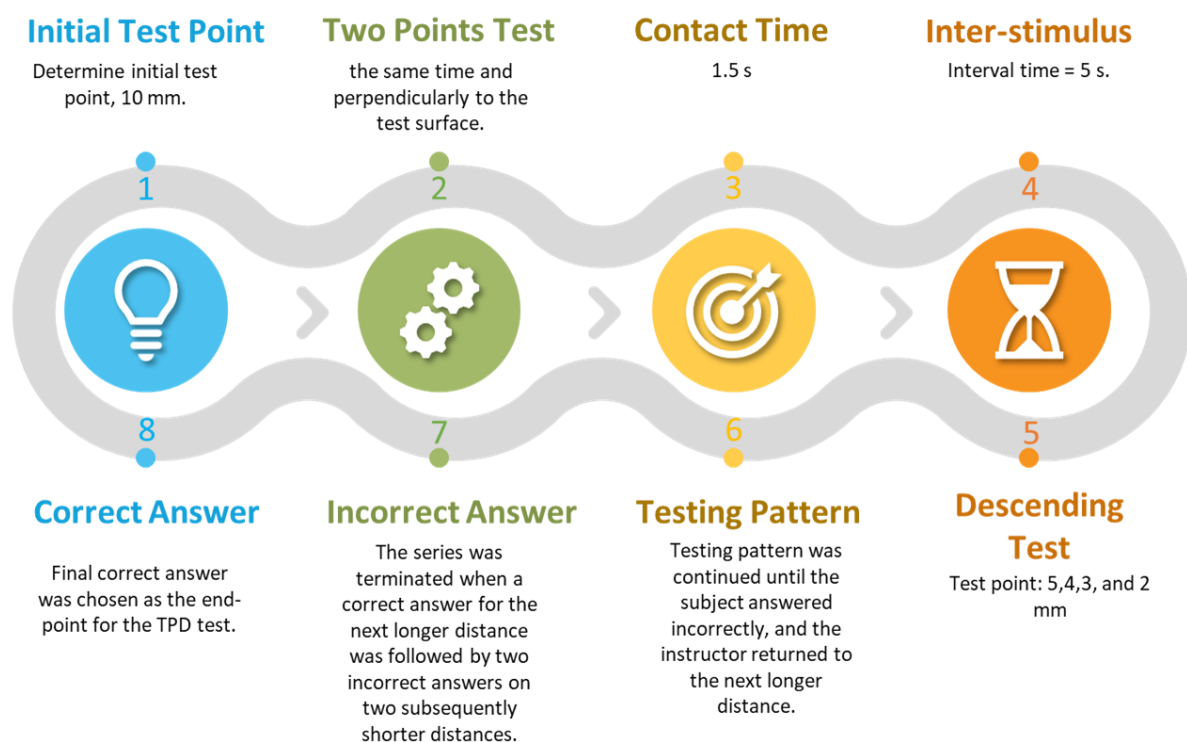 Initial Test Point
Determine initial test
point, 10 mm.
1
Two Points Test
the same time and
perpendicularly to the
test surface.
2
Contact Time
1.5 s
3
Inter-stimulus
Interval time = 5 s.
4
5
Descending
Test
Test point: 5,4,3, and 2
mm
6
Testing Pattern
Testing pattern was
continued until the
subject answered
incorrectly, and the
instructor returned to
the next longer
distance.
7
Incorrect Answer
The series was
terminated when a
correct answer for the
next longer distance
was followed by two
incorrect answers on
two subsequently
shorter distances.
8
Correct Answer
Final correct answer
was chosen as the end-
point for the TPD test.